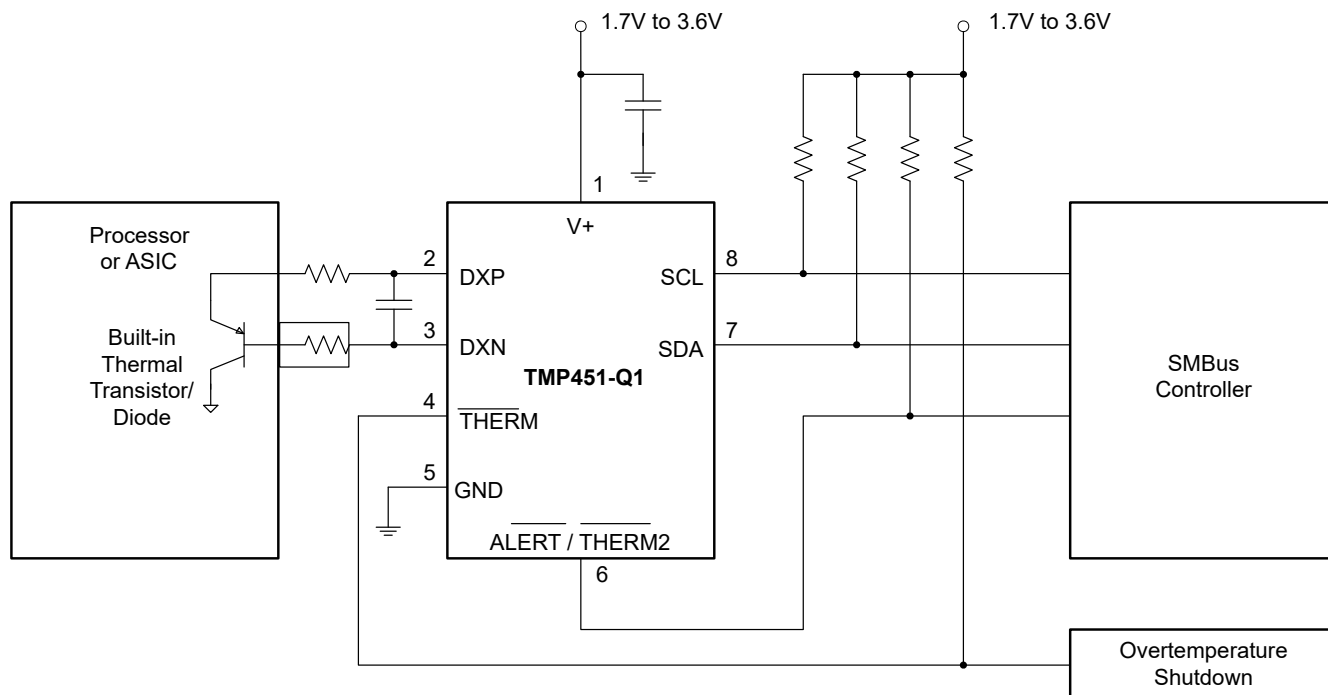 1.7V to 3.6V
1.7V to 3.6V
1
V+
Processor
or ASIC
Built-in
Thermal
Transistor/
Diode
2
DXP
3
DXN
TMP451-Q1
4
THERM
5
GND
ALERT / THERM2
6
8
SCL
7
SDA
SMBus
Controller
Overtemperature
Shutdown